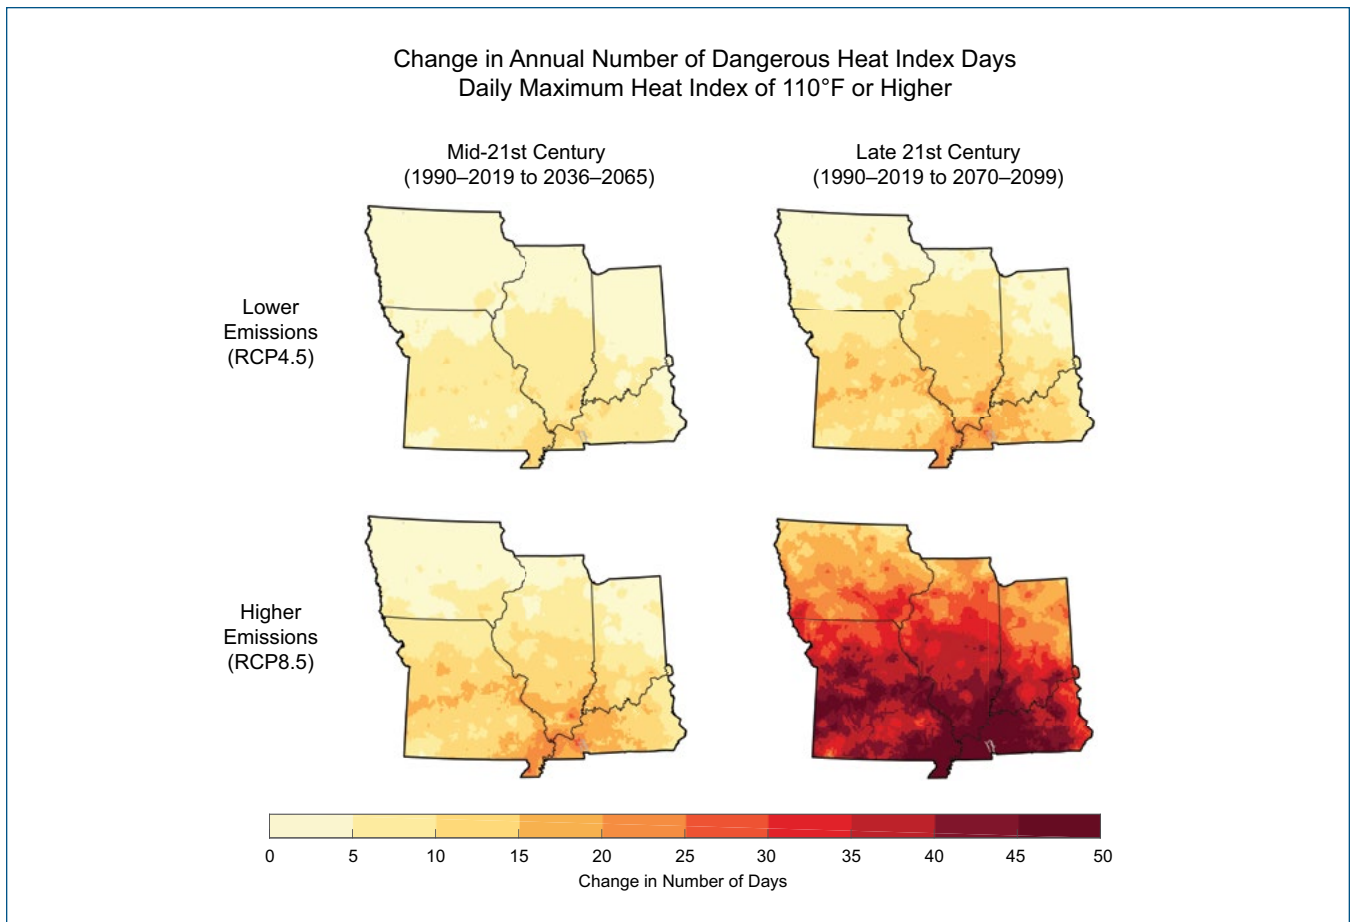 Change in Annual Number of Dangerous Heat Index Days
Daily Maximum Heat Index of 110°F or Higher
Mid-21st Century
(1990–2019 to 2036–2065)
Late 21st Century
(1990–2019 to 2070–2099)
Lower
Emissions
(RCP4.5)
Higher
Emissions
(RCP8.5)
0 5 10 15 20 25 30 35 40 45 50
Change in Number of Days